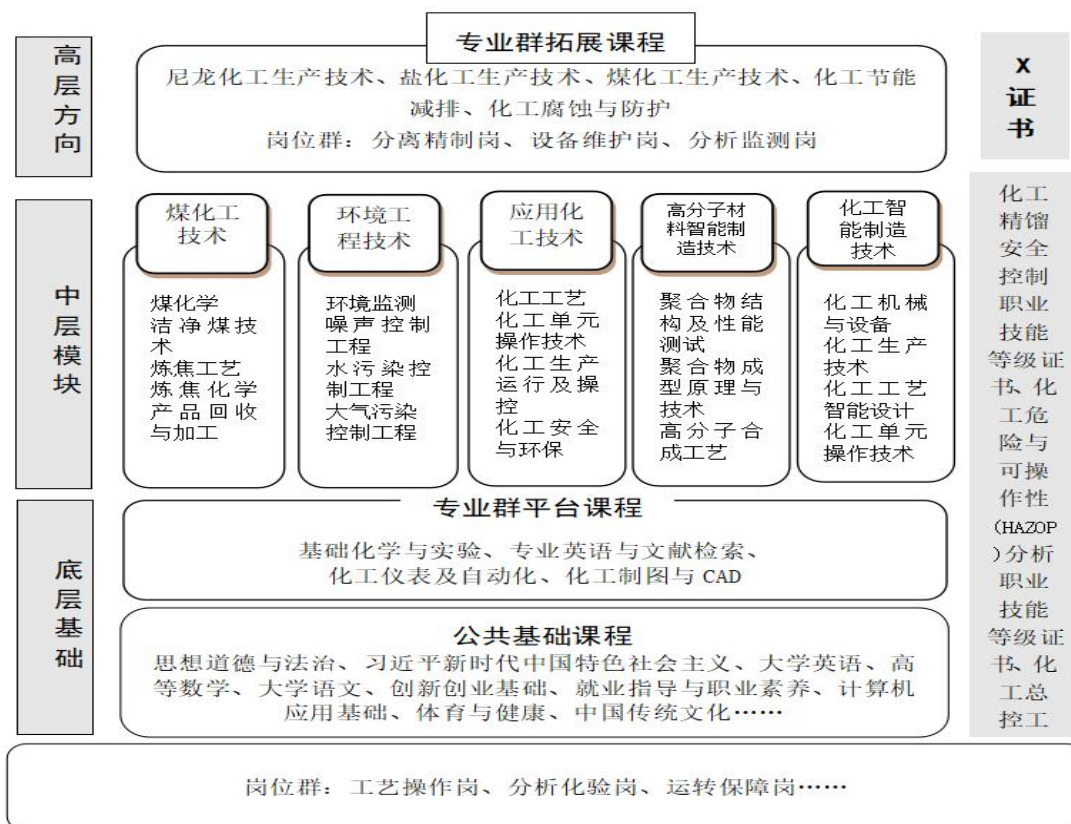 高
层
方
向
专业群拓展课程
尼龙化工生产技术、盐化工生产技术、煤化工生产技术、化工节能
减排、化工腐蚀与防护
岗位群：分离精制岗、设备维护岗、分析监测岗
中
层
模
块
煤化工
技术
煤化学
洁净煤技
术
炼焦工艺
炼焦化学
产品回收
与加工
环境工
程技术
环境监测
噪声控制
工程
水污染控
制工程
大气污染
控制工程
应用化
工技术
化工工艺
化工单元
操作技术
化工生产
运行及操
控
化工安全
与环保
高分子材
料智能制
造技术
聚合物结
构及性能
测试
聚合物成
型原理与
技术
高分子合
成工艺
化工智
能制造
技术
化工机械
与设备
化工生产
技术
化工工艺
智能设计
化工单元
操作技术
底
层
基
础
专业群平台课程
基础化学与实验、专业英语与文献检索、
化工仪表及自动化、化工制图与 CAD
公共基础课程
思想道德与法治、习近平新时代中国特色社会主义、大学英语、高
等数学、大学语文、创新创业基础、就业指导与职业素养、计算机
应用基础、体育与健康、中国传统文化……
X
证
书
化工
精馏
安全
控制
职业
技能
等级证
书、化
工危
险与
可操
作性
(HAZOP
)分析
职业
技能
等级证
书、化
工总
控工
岗位群：工艺操作岗、分析化验岗、运转保障岗……